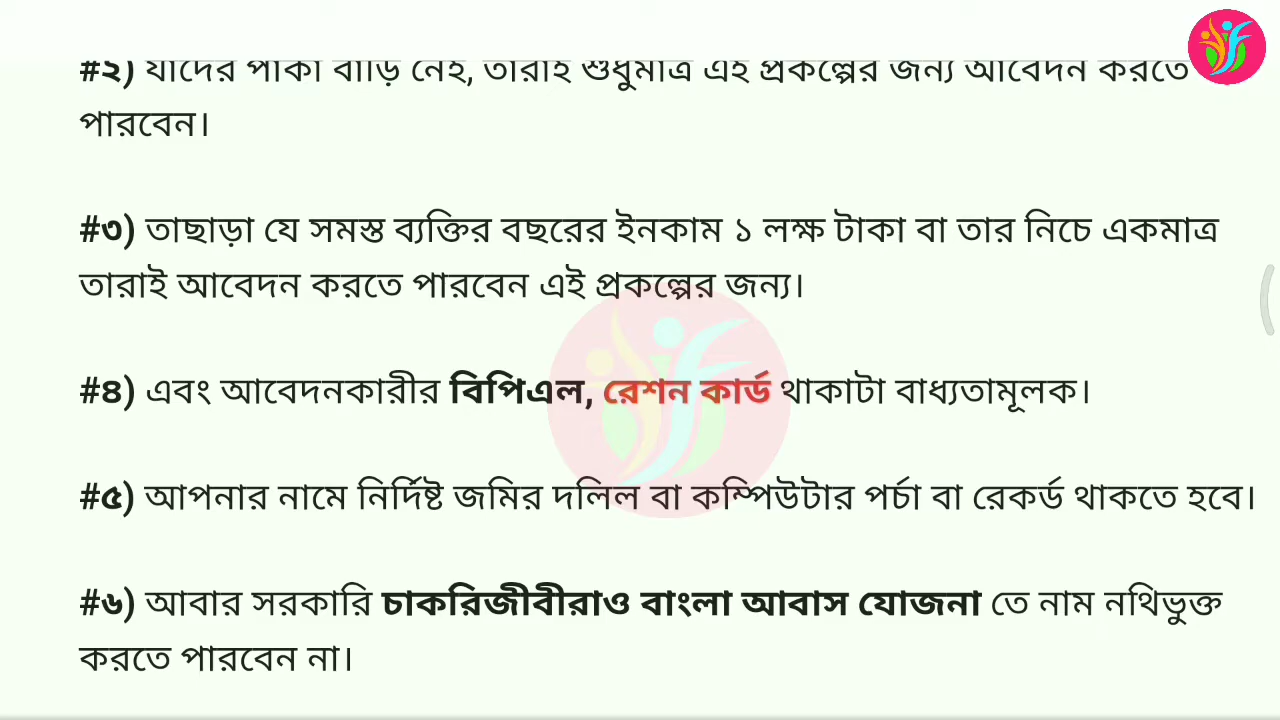 #২) যাদের পাকা বাড়ি নেই, তারাই শুধুমাত্র এই প্রকল্পের জন্য আবেদন করতে
পারবেন।
#৩) তাছাড়া যে সমস্ত ব্যক্তির বছরের ইনকাম ১ লক্ষ টাকা বা তার নিচে একমাত্র
তারাই আবেদন করতে পারবেন এই প্রকল্পের জন্য।
#৪) এবং আবেদনকারীর বিপিএল, রেশন কার্ড থাকাটা বাধ্যতামূলক।
#৫) আপনার নামে নির্দিষ্ট জমির দলিল বা কম্পিউটার পর্চা বা রেকর্ড থাকতে হবে।
#৬) আবার সরকারি চাকরিজীবীরাও বাংলা আবাস যোজনা তে নাম নথিভুক্ত
করতে পারবেন না।